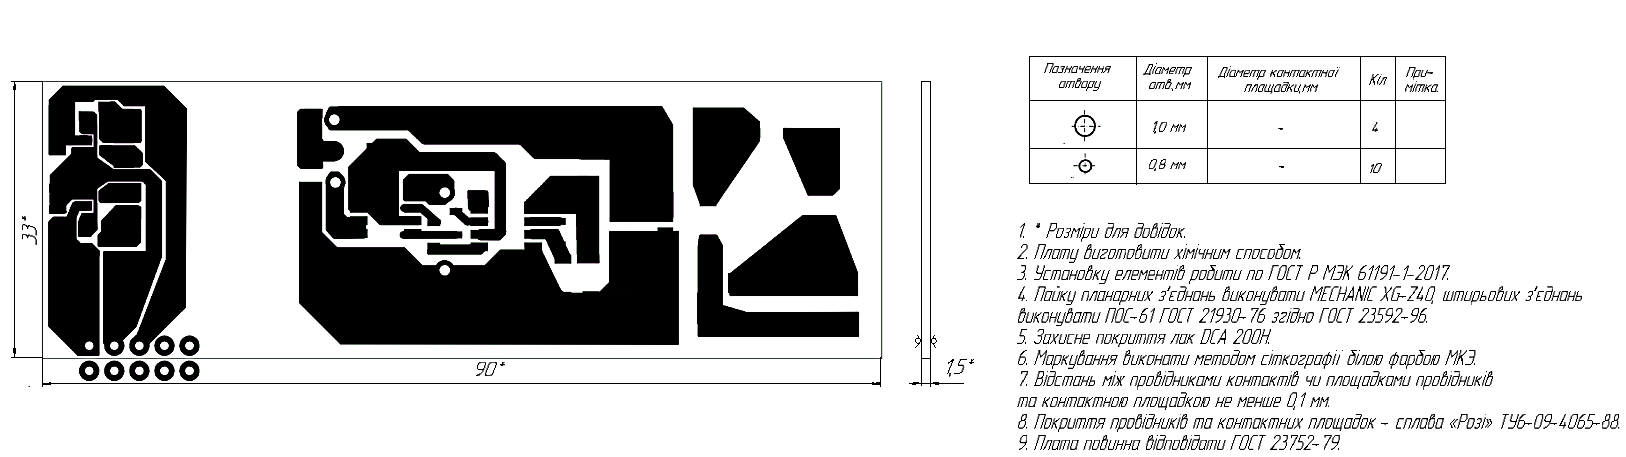 33*
90*
1,5*
Позначення отвору
Діаметр отв.,мм
Діаметр контактної площадки,мм
Кіл
При-
мітка.
1,0 мм
-
4
0,8 мм
-
10
1. * Розміри для довідок.
2. Плату виготовити хімічним способом.
3. Установку елементів робити по ГОСТ Р МЭК 61191-1-2017.
4. Пайку планарних з'єднань виконувати MECHANIC XG-Z40, штирьових з'єднань
виконувати ПОС-61 ГОСТ 21930-76 згідно ГОСТ 23592-96.
5. Захисне покриття лак DCA 200H.
6. Маркування виконати методом сіткографії білою фарбою МКЭ.
7. Відстань між провідниками контактів чи площадками провідників
та контактною площадкою не менше 0,1 мм.
8. Покриття провідників та контактних площадок - сплава «Розі» ТУ6-09-4065-88.
9. Плата повинна відповідати ГОСТ 23752-79.